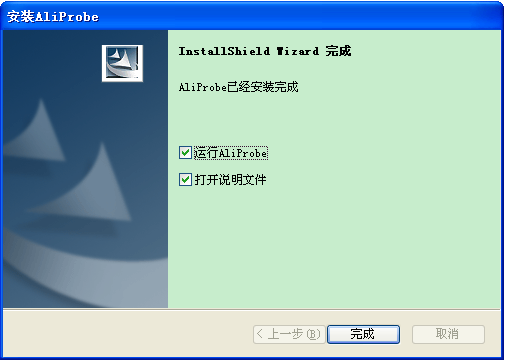 安装AliProbe
InstallShield Wizard 完成
AliProbe已经安装完成
运行AliProbe
打开说明文件
< 上一步(B)
完成
取消